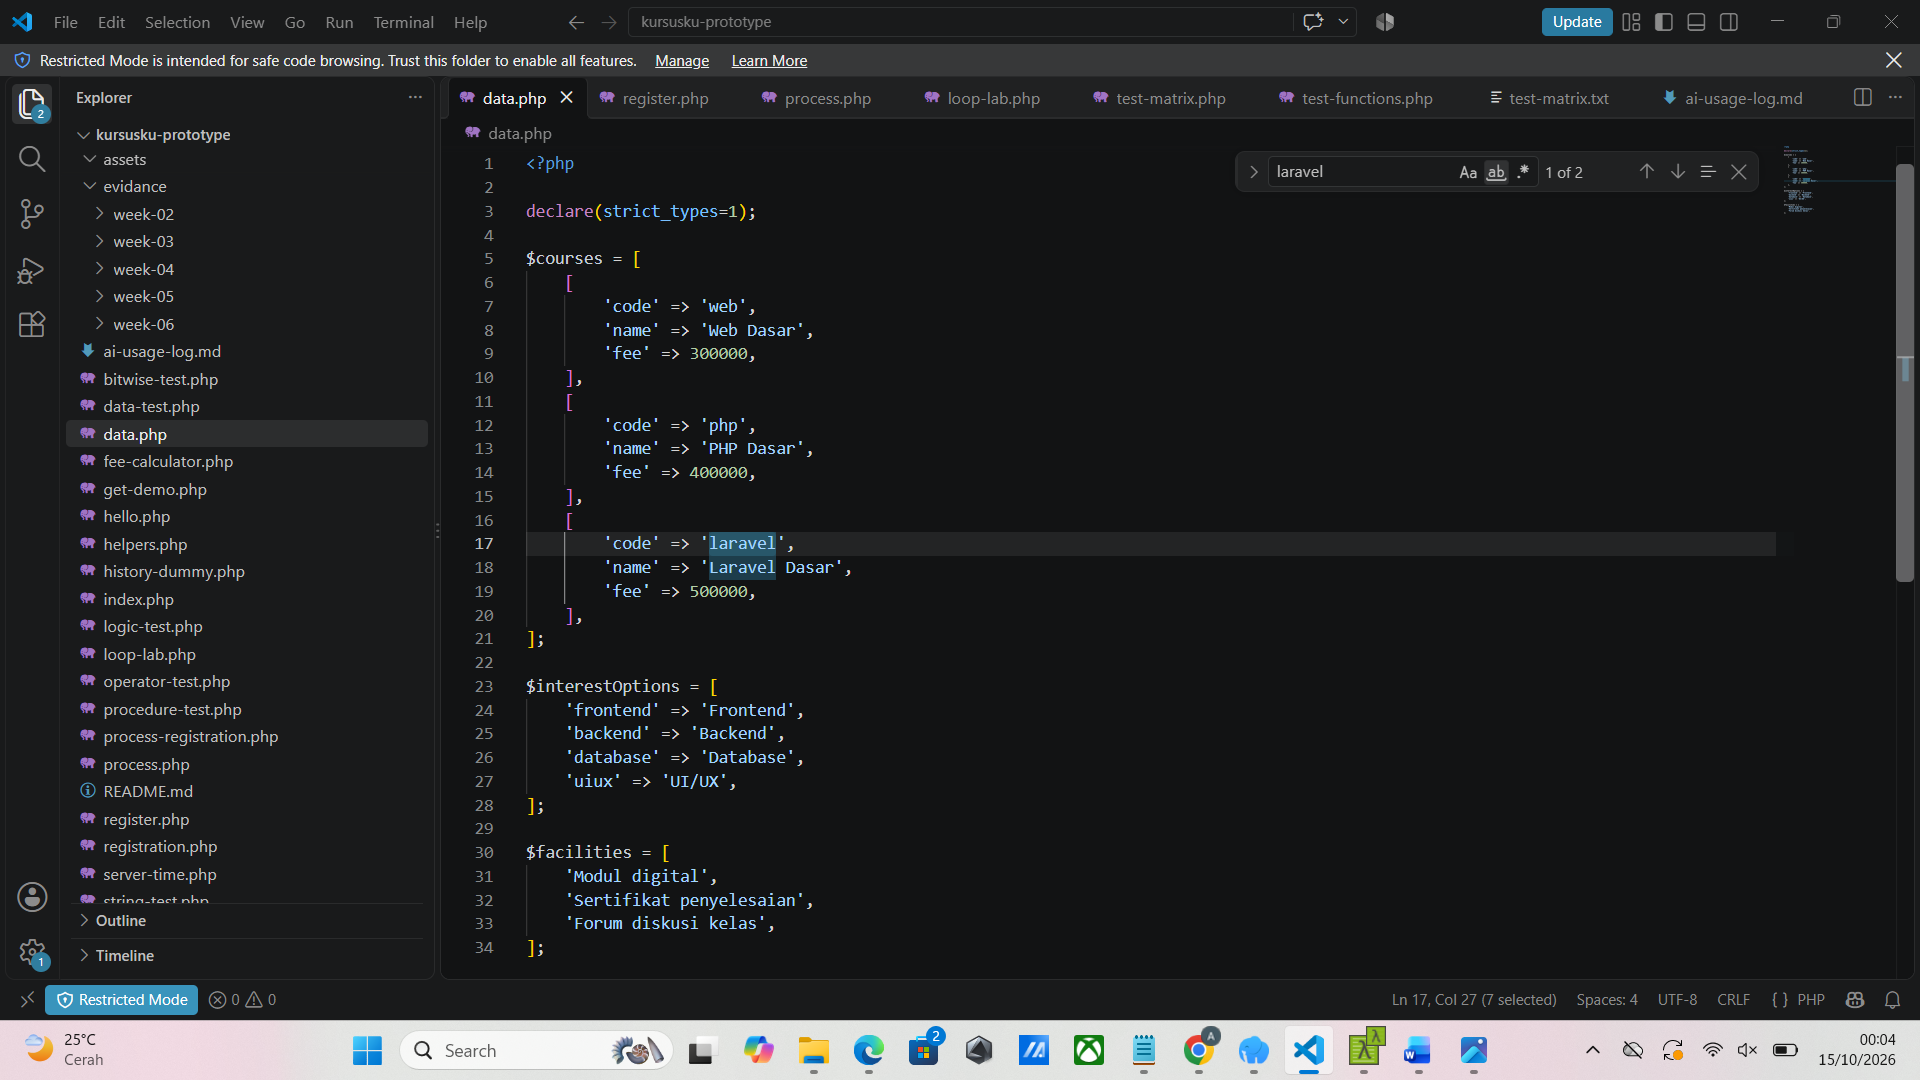 File Edit Selection View Go Run Terminal Help
kursusku-prototype
Update
Restricted Mode is intended for safe code browsing. Trust this folder to enable all features. Manage Learn More
2
Explorer
kursusku-prototype
assets
evidance
week-02
week-03
week-04
week-05
week-06
ai-usage-log.md
bitwise-test.php
data-test.php
data.php
fee-calculator.php
get-demo.php
hello.php
helpers.php
history-dummy.php
index.php
logic-test.php
loop-lab.php
operator-test.php
procedure-test.php
process-registration.php
process.php
README.md
register.php
registration.php
server-time.php
string-test.php
Outline
Timeline
1
data.php register.php process.php loop-lab.php test-matrix.php test-functions.php test-matrix.txt ai-usage-log.md
data.php
laravel Aa ab .* 1 of 2
1 <?php
2
3 declare(strict_types=1);
4
5 $courses = [
6 [
7 'code' => 'web',
8 'name' => 'Web Dasar',
9 'fee' => 300000,
10 ],
11 [
12 'code' => 'php',
13 'name' => 'PHP Dasar',
14 'fee' => 400000,
15 ],
16 [
17 'code' => 'laravel',
18 'name' => 'Laravel Dasar',
19 'fee' => 500000,
20 ],
21 ];
22
23 $interestOptions = [
24 'frontend' => 'Frontend',
25 'backend' => 'Backend',
26 'database' => 'Database',
27 'uiux' => 'UI/UX',
28 ];
29
30 $facilities = [
31 'Modul digital',
32 'Sertifikat penyelesaian',
33 'Forum diskusi kelas',
34 ];
Restricted Mode 0 0 Ln 17, Col 27 (7 selected) Spaces: 4 UTF-8 CRLF { } PHP
25°C
Cerah
Search
2
A
00:04
15/10/2026